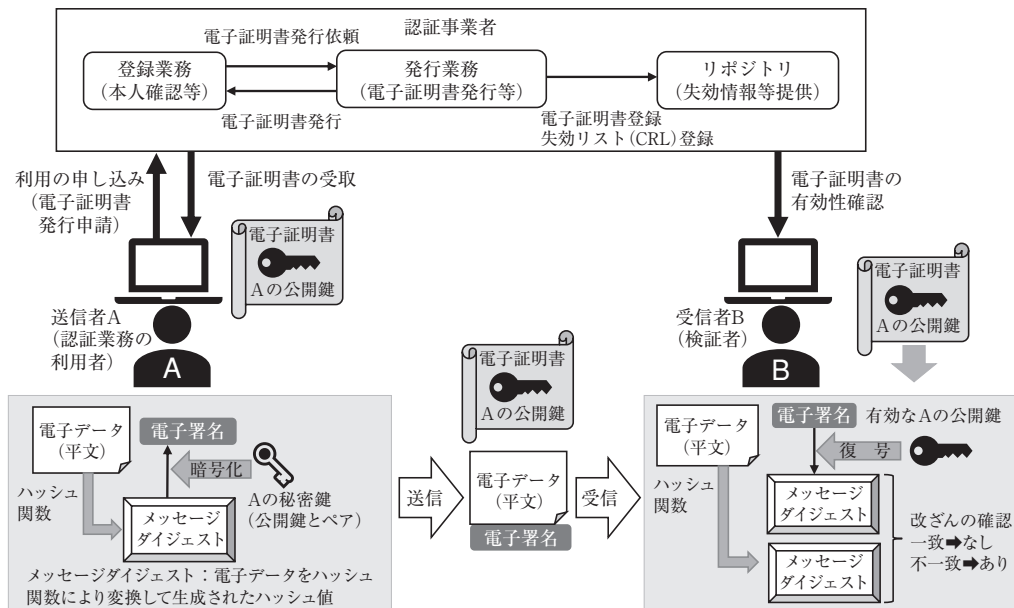 認証事業者
電子証明書発行依頼
登録業務
(本人確認等)
発行業務
(電子証明書発行等)
リポジトリ
(失効情報等提供)
電子証明書発行
電子証明書登録
失効リスト(CRL)登録
利用の申し込み
(電子証明書
発行申請)
電子証明書の受取
電子証明書の
有効性確認
電子証明書
Aの公開鍵
送信者A
(認証業務の
利用者)
A
電子証明書
Aの公開鍵
受信者B
(検証者)
B
電子証明書
Aの公開鍵
電子データ
(平文)
電子署名
暗号化
ハッシュ
関数
Aの秘密鍵
(公開鍵とペア)
メッセージ
ダイジェスト
メッセージダイジェスト:電子データをハッシュ
関数により変換して生成されたハッシュ値
送信
電子データ
(平文)
電子署名
受信
電子データ
(平文)
電子署名
有効なAの公開鍵
復号
ハッシュ
関数
メッセージ
ダイジェスト
メッセージ
ダイジェスト
改ざんの確認
一致➡なし
不一致➡あり